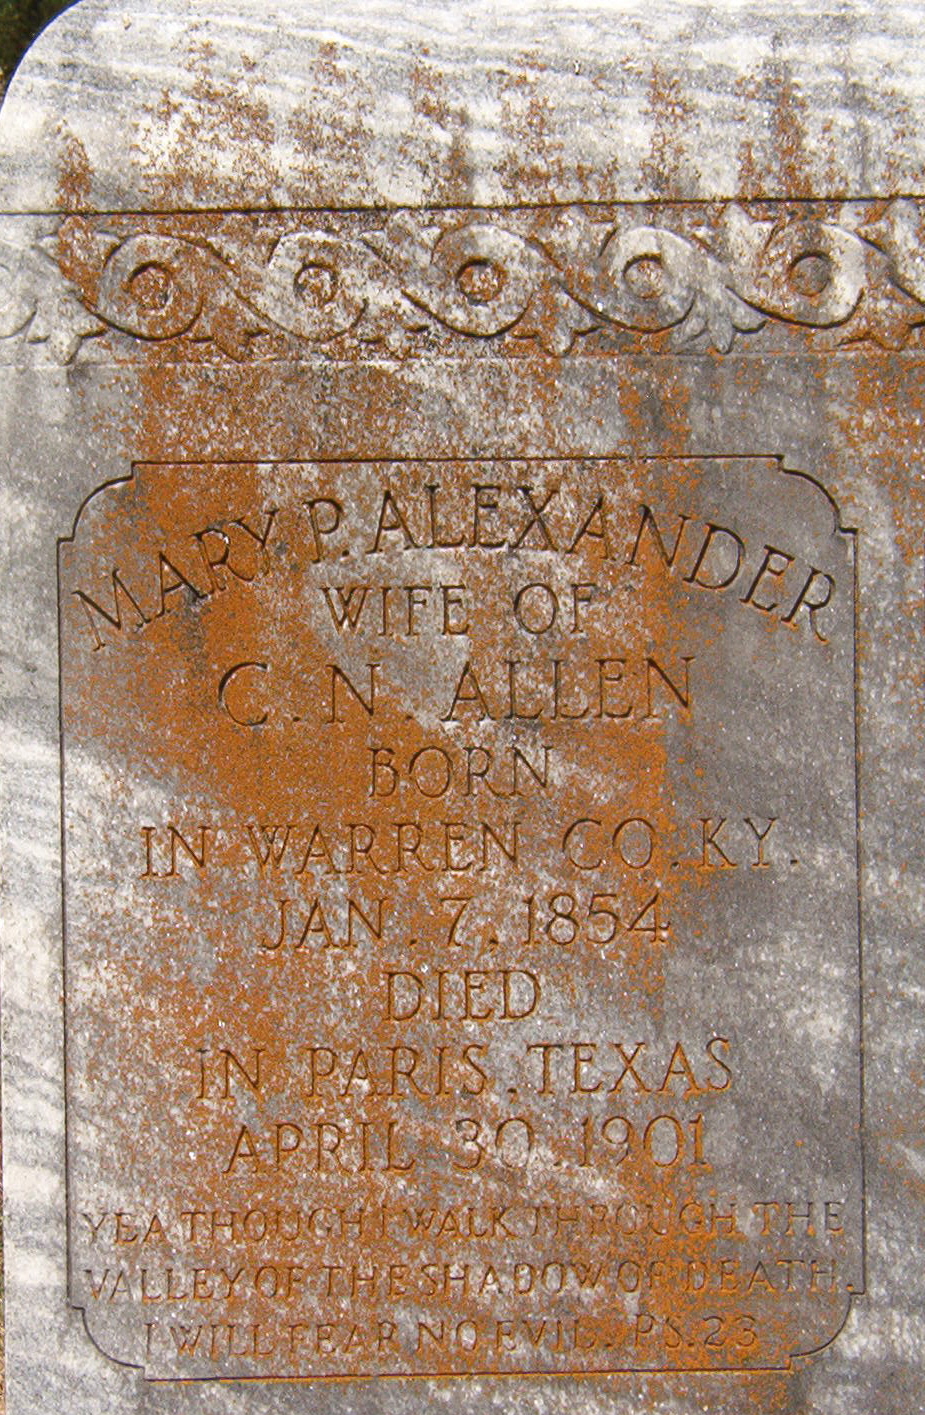 MARY P. ALEXANDER
WIFE OF
C. N. ALLEN
BORN
IN WARREN CO. KY.
JAN. 7, 1854
DIED
IN PARIS, TEXAS
APRIL 30, 1901
YEA THOUGH I WALK THROUGH THE
VALLEY OF THE SHADOW OF DEATH.
I WILL FEAR NO EVIL. PS. 23